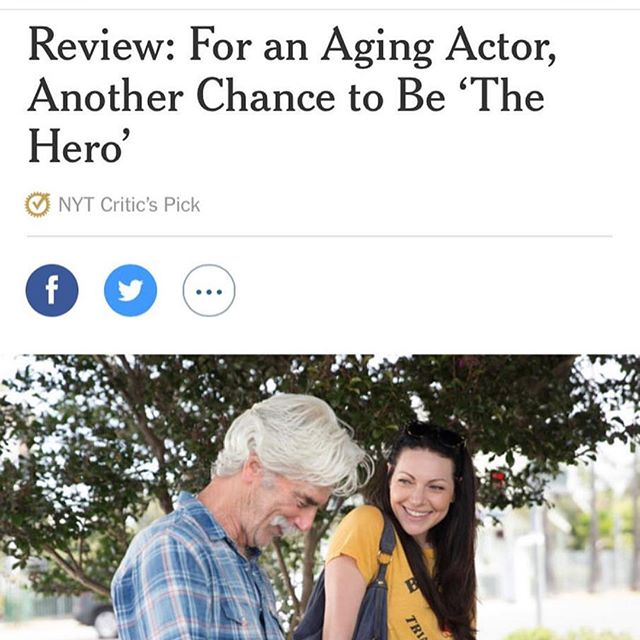 Review: For an Aging Actor,
Another Chance to Be ‘The
Hero’
NYT Critic’s Pick